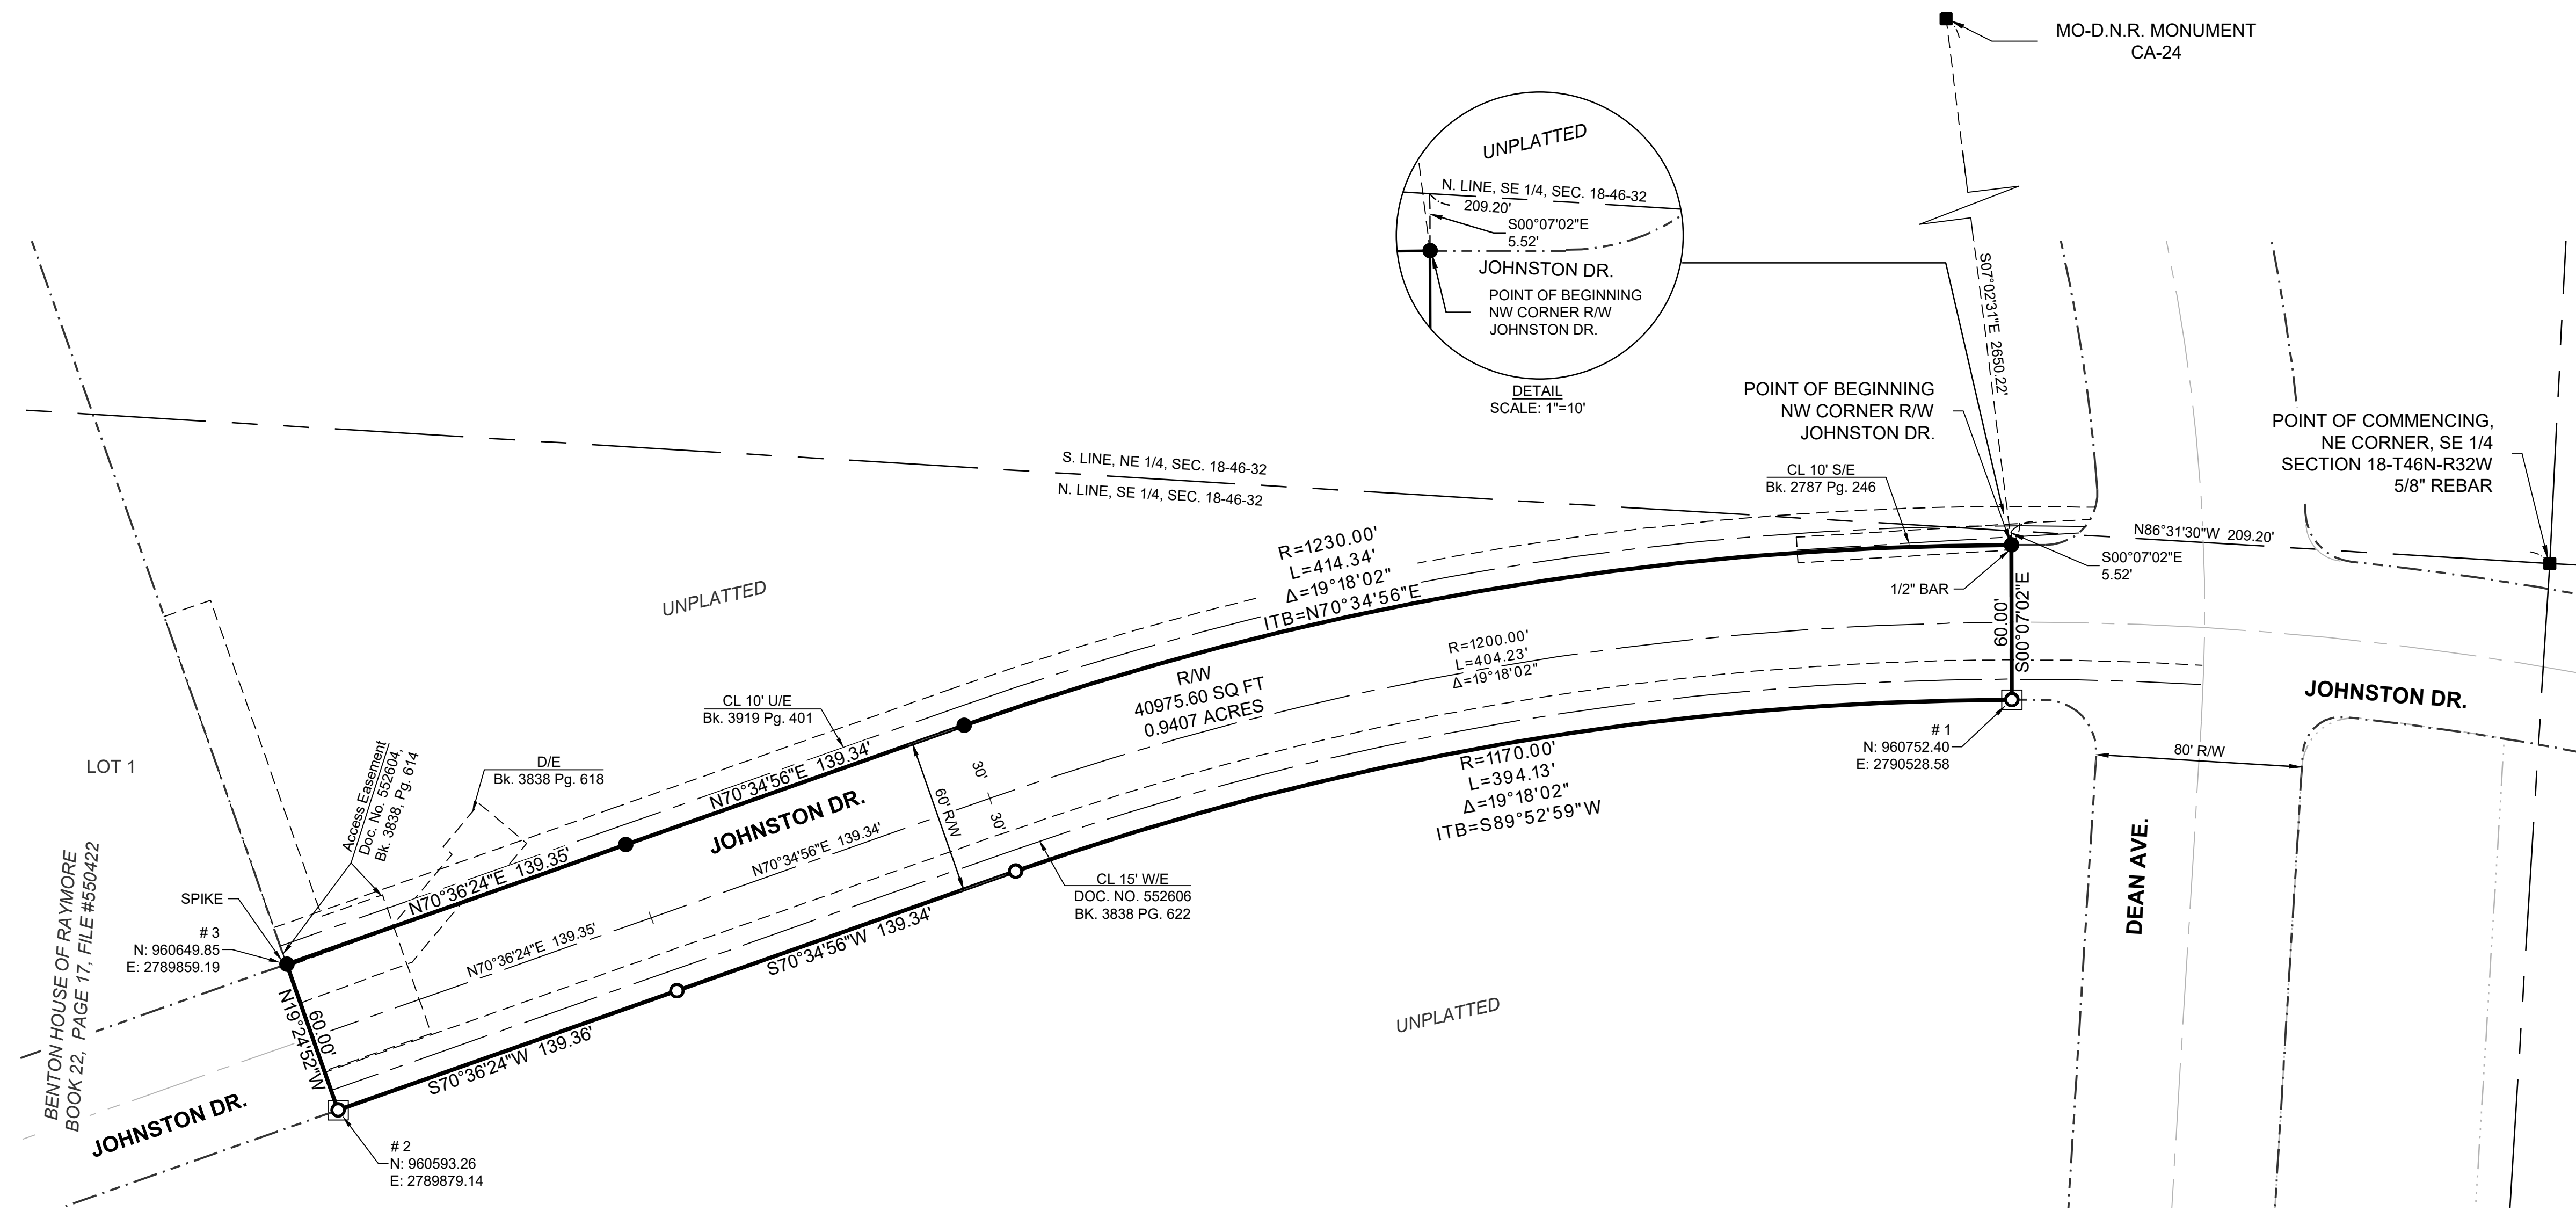 MO-D.N.R. MONUMENT
CA-24
UNPLATTED
N. LINE, SE 1/4, SEC. 18-46-32
209.20'
S00°07'02"E
5.52'
JOHNSTON DR.
POINT OF BEGINNING
NW CORNER R/W
JOHNSTON DR.
DETAIL
SCALE: 1"=10'
S07°02'31"E 2650.22'
POINT OF BEGINNING
NW CORNER R/W
JOHNSTON DR.
POINT OF COMMENCING,
NE CORNER, SE 1/4
SECTION 18-T46N-R32W
5/8" REBAR
S. LINE, NE 1/4, SEC. 18-46-32
N. LINE, SE 1/4, SEC. 18-46-32
CL 10' S/E
Bk. 2787 Pg. 246
N86°31'30"W 209.20'
S00°07'02"E
5.52'
1/2" BAR
R=1230.00'
L=414.34'
Δ=19°18'02"
ITB=N70°34'56"E
60.00'
S00°07'02"E
UNPLATTED
R=1200.00'
L=404.23'
Δ=19°18'02"
R/W
40975.60 SQ FT
0.9407 ACRES
CL 10' U/E
Bk. 3919 Pg. 401
JOHNSTON DR.
# 1
N: 960752.40
E: 2790528.58
80' R/W
R=1170.00'
L=394.13'
Δ=19°18'02"
ITB=S89°52'59"W
LOT 1
Access Easement
Doc. No. 552604,
Bk. 3838, Pg. 614
D/E
Bk. 3838 Pg. 618
N70°34'56"E 139.34'
JOHNSTON DR.
60' R/W
30'
30'
N70°34'56"E 139.34'
N70°36'24"E 139.35'
CL 15' W/E
DOC. NO. 552606
BK. 3838 PG. 622
DEAN AVE.
BENTON HOUSE OF RAYMORE
BOOK 22, PAGE 17, FILE #550422
SPIKE
# 3
N: 960649.85
E: 2789859.19
N70°36'24"E 139.35'
S70°34'56"W 139.34'
UNPLATTED
60.00'
N19°24'52"W
S70°36'24"W 139.36'
JOHNSTON DR.
# 2
N: 960593.26
E: 2789879.14